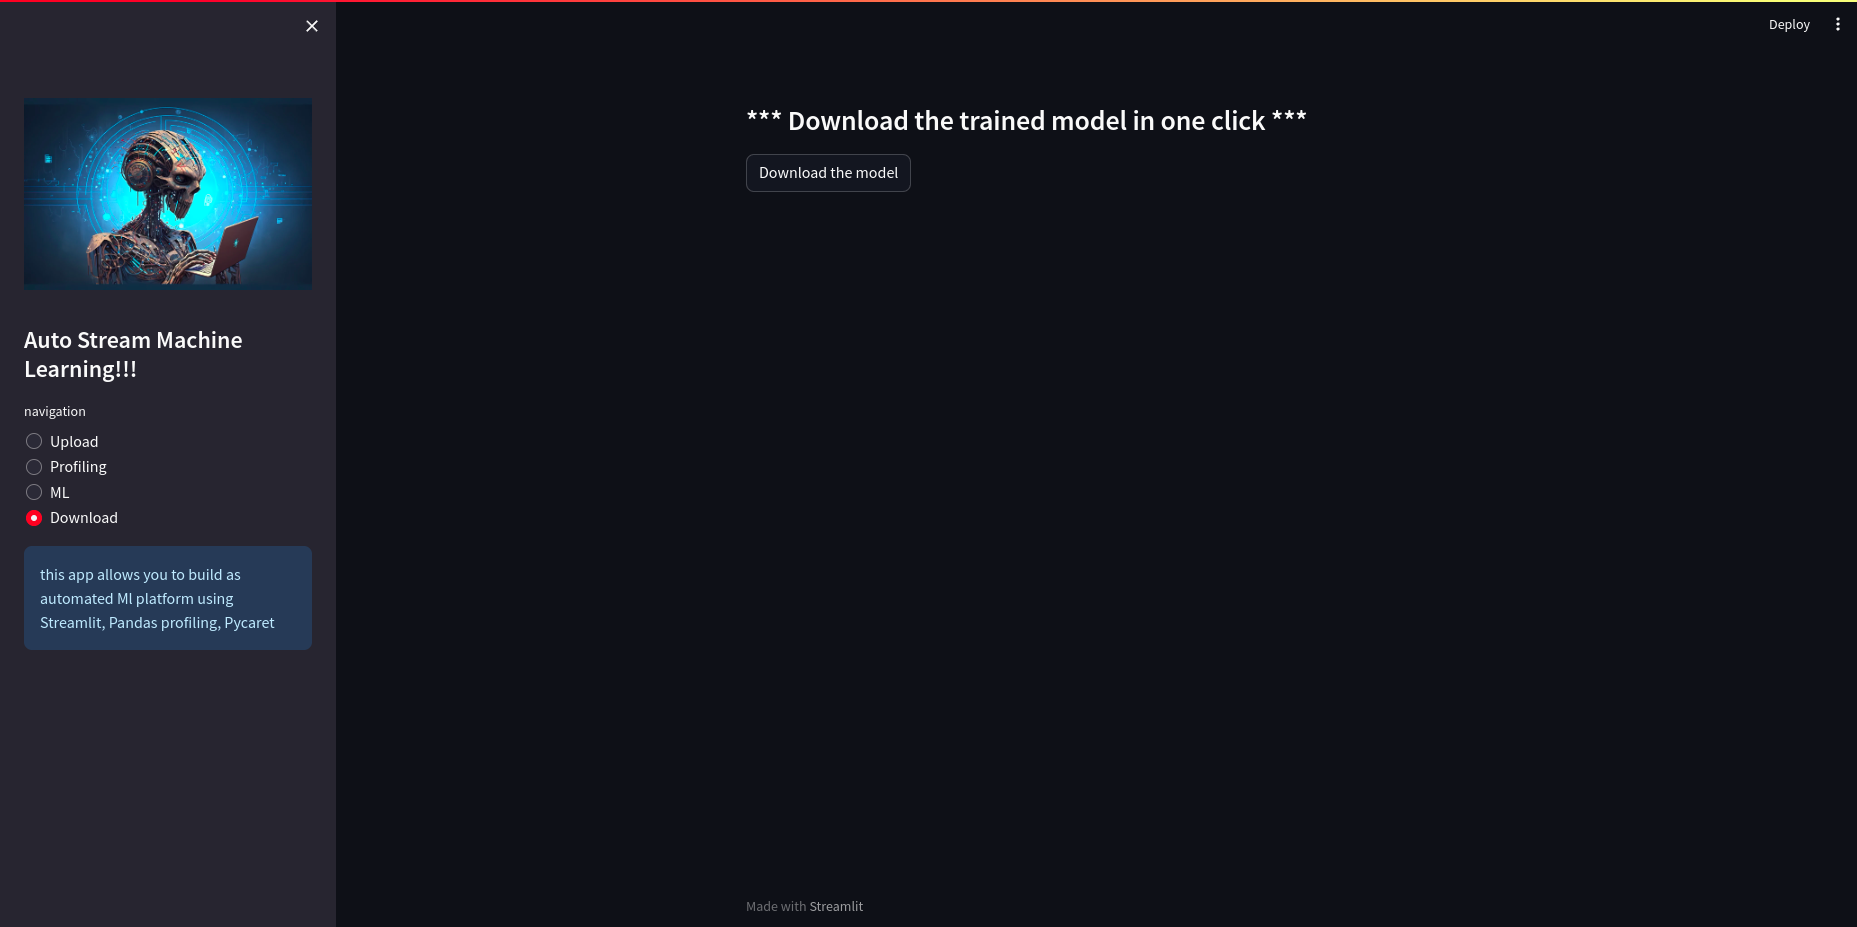 Deploy
Auto Stream Machine
Learning!!!
navigation
Upload
Profiling
ML
Download
this app allows you to build as
automated Ml platform using
Streamlit, Pandas profiling, Pycaret
*** Download the trained model in one click ***
Download the model
Made with Streamlit